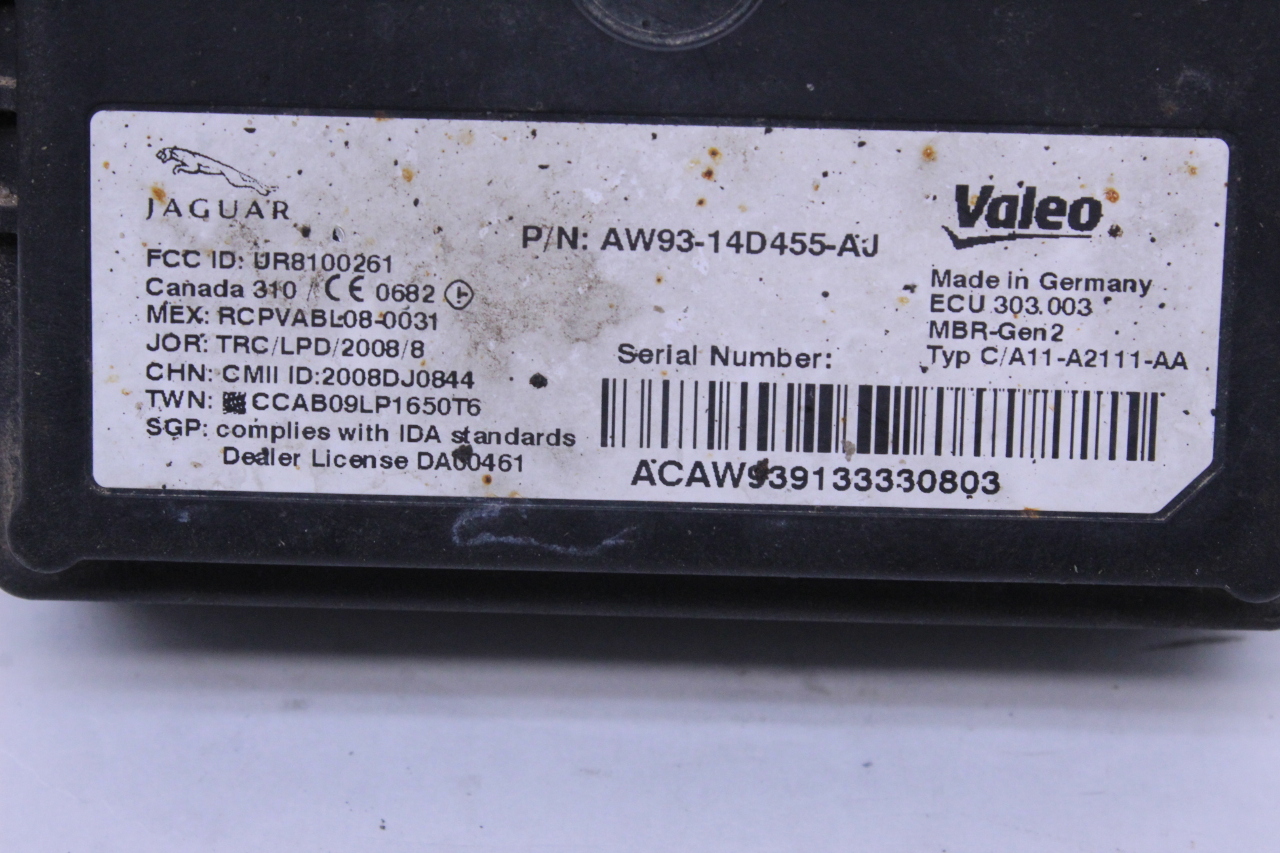 JAGUAR
Valeo
P/N: AW93-14D455-AJ
FCC ID: UR8100261
Canada 310 / CE 0682
MEX: RCPVABL08-0031
JOR: TRC/LPD/2008/8
CHN: CMII ID:2008DJ0844
TWN: CCAB09LP1650T6
SGP: complies with IDA standards
Dealer License DA00461
Made in Germany
ECU 303.003
MBR-Gen2
Typ C/A11-A2111-AA
Serial Number:
ACAW939133330803